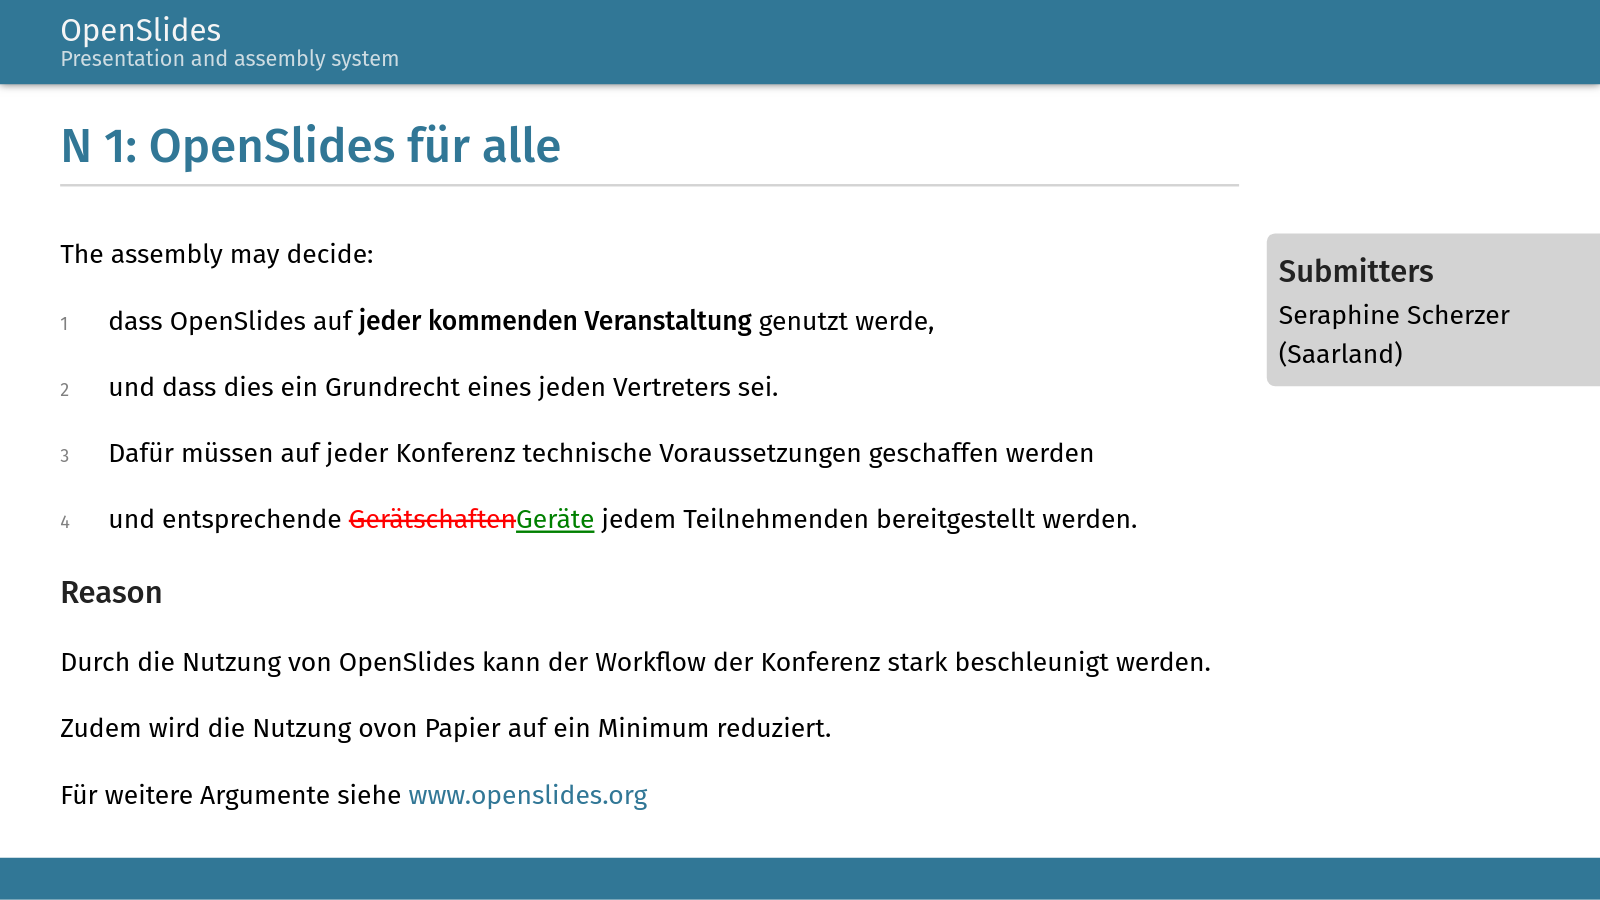 OpenSlides
Presentation and assembly system
N 1: OpenSlides für alle
The assembly may decide:
1 dass OpenSlides auf jeder kommenden Veranstaltung genutzt werde,
2 und dass dies ein Grundrecht eines jeden Vertreters sei.
3 Dafür müssen auf jeder Konferenz technische Voraussetzungen geschaffen werden
4 und entsprechende GerätschaftenGeräte jedem Teilnehmenden bereitgestellt werden.
Reason
Durch die Nutzung von OpenSlides kann der Workflow der Konferenz stark beschleunigt werden.
Zudem wird die Nutzung ovon Papier auf ein Minimum reduziert.
Für weitere Argumente siehe www.openslides.org
Submitters
Seraphine Scherzer
(Saarland)